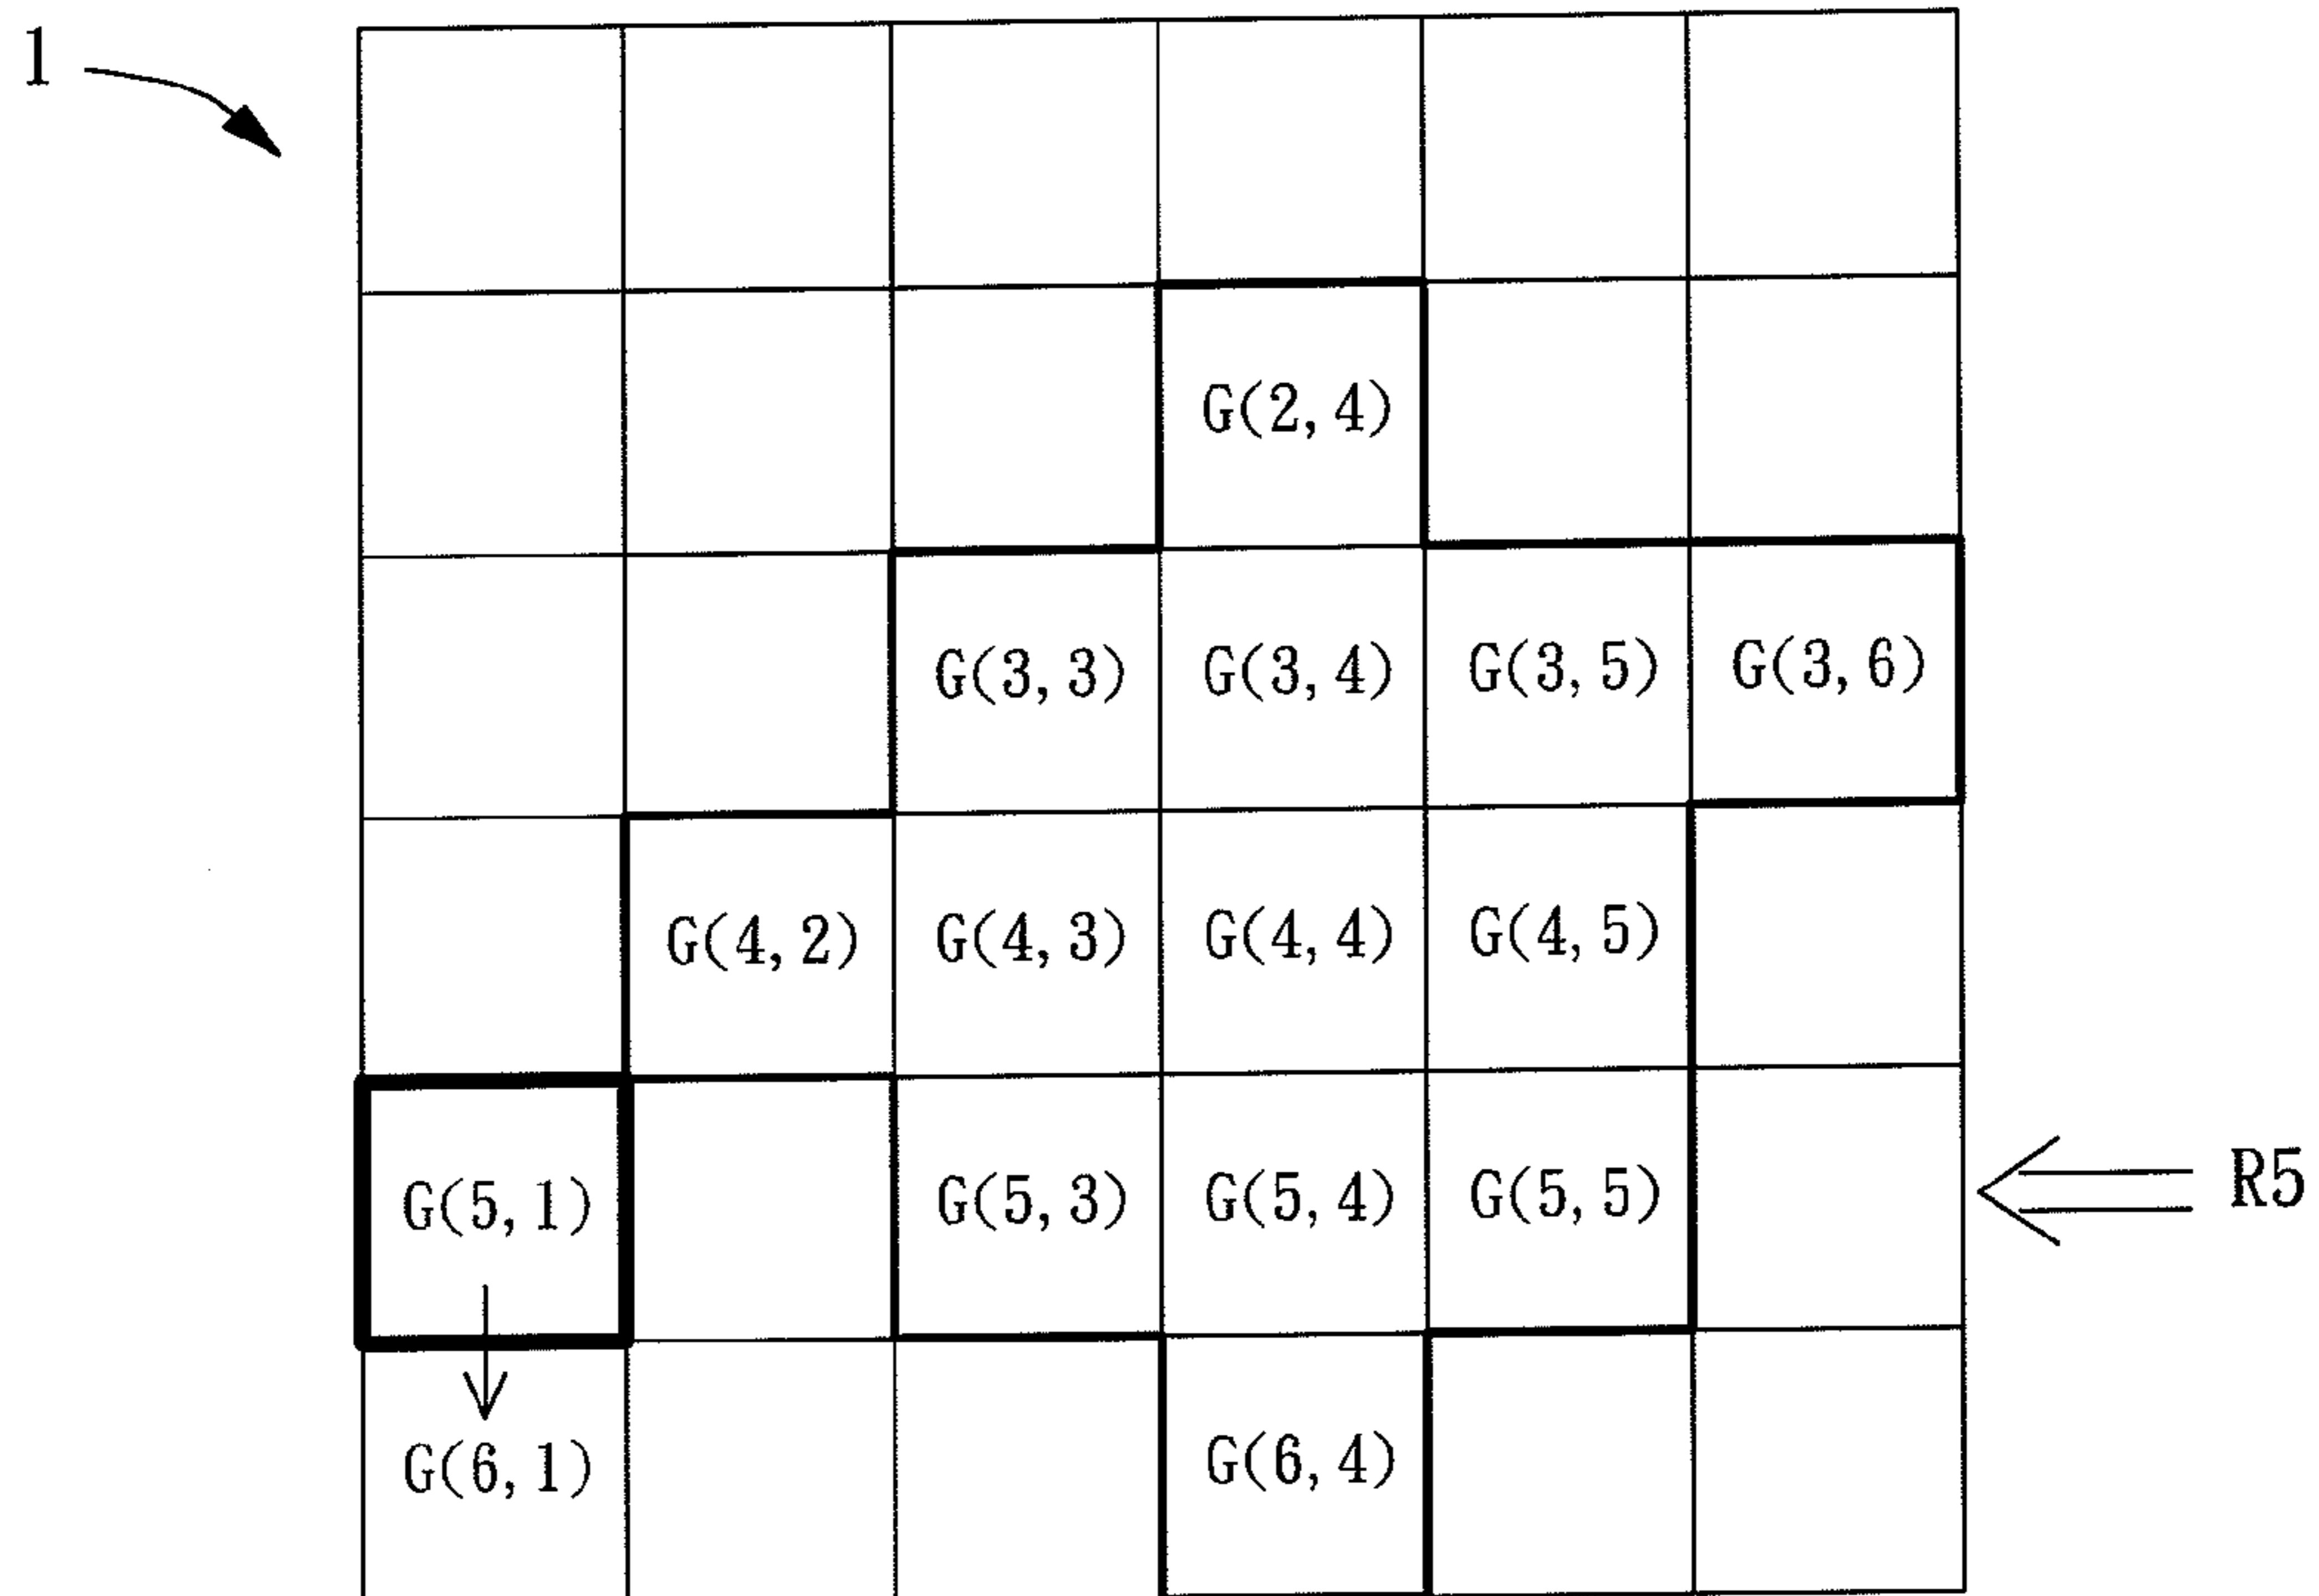 1
G(2,4)
G(3,3) G(3,4) G(3,5) G(3,6)
G(4,2) G(4,3) G(4,4) G(4,5)
G(5,1) G(5,3) G(5,4) G(5,5) R5
G(6,1) G(6,4)